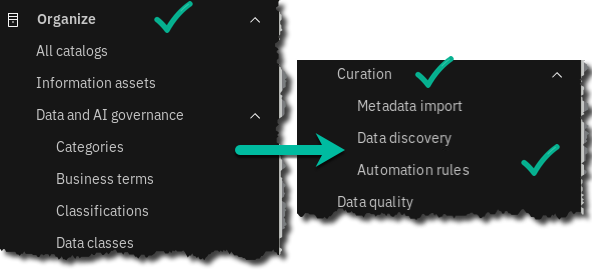 Organize
All catalogs
Information assets
Data and AI governance
Categories
Business terms
Classifications
Data classes
Curation
Metadata import
Data discovery
Automation rules
Data quality